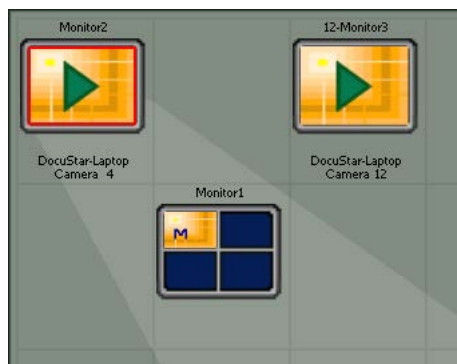 Monitor2
12-Monitor3
DocuStar-Laptop
Camera 4
DocuStar-Laptop
Camera 12
Monitor1
M